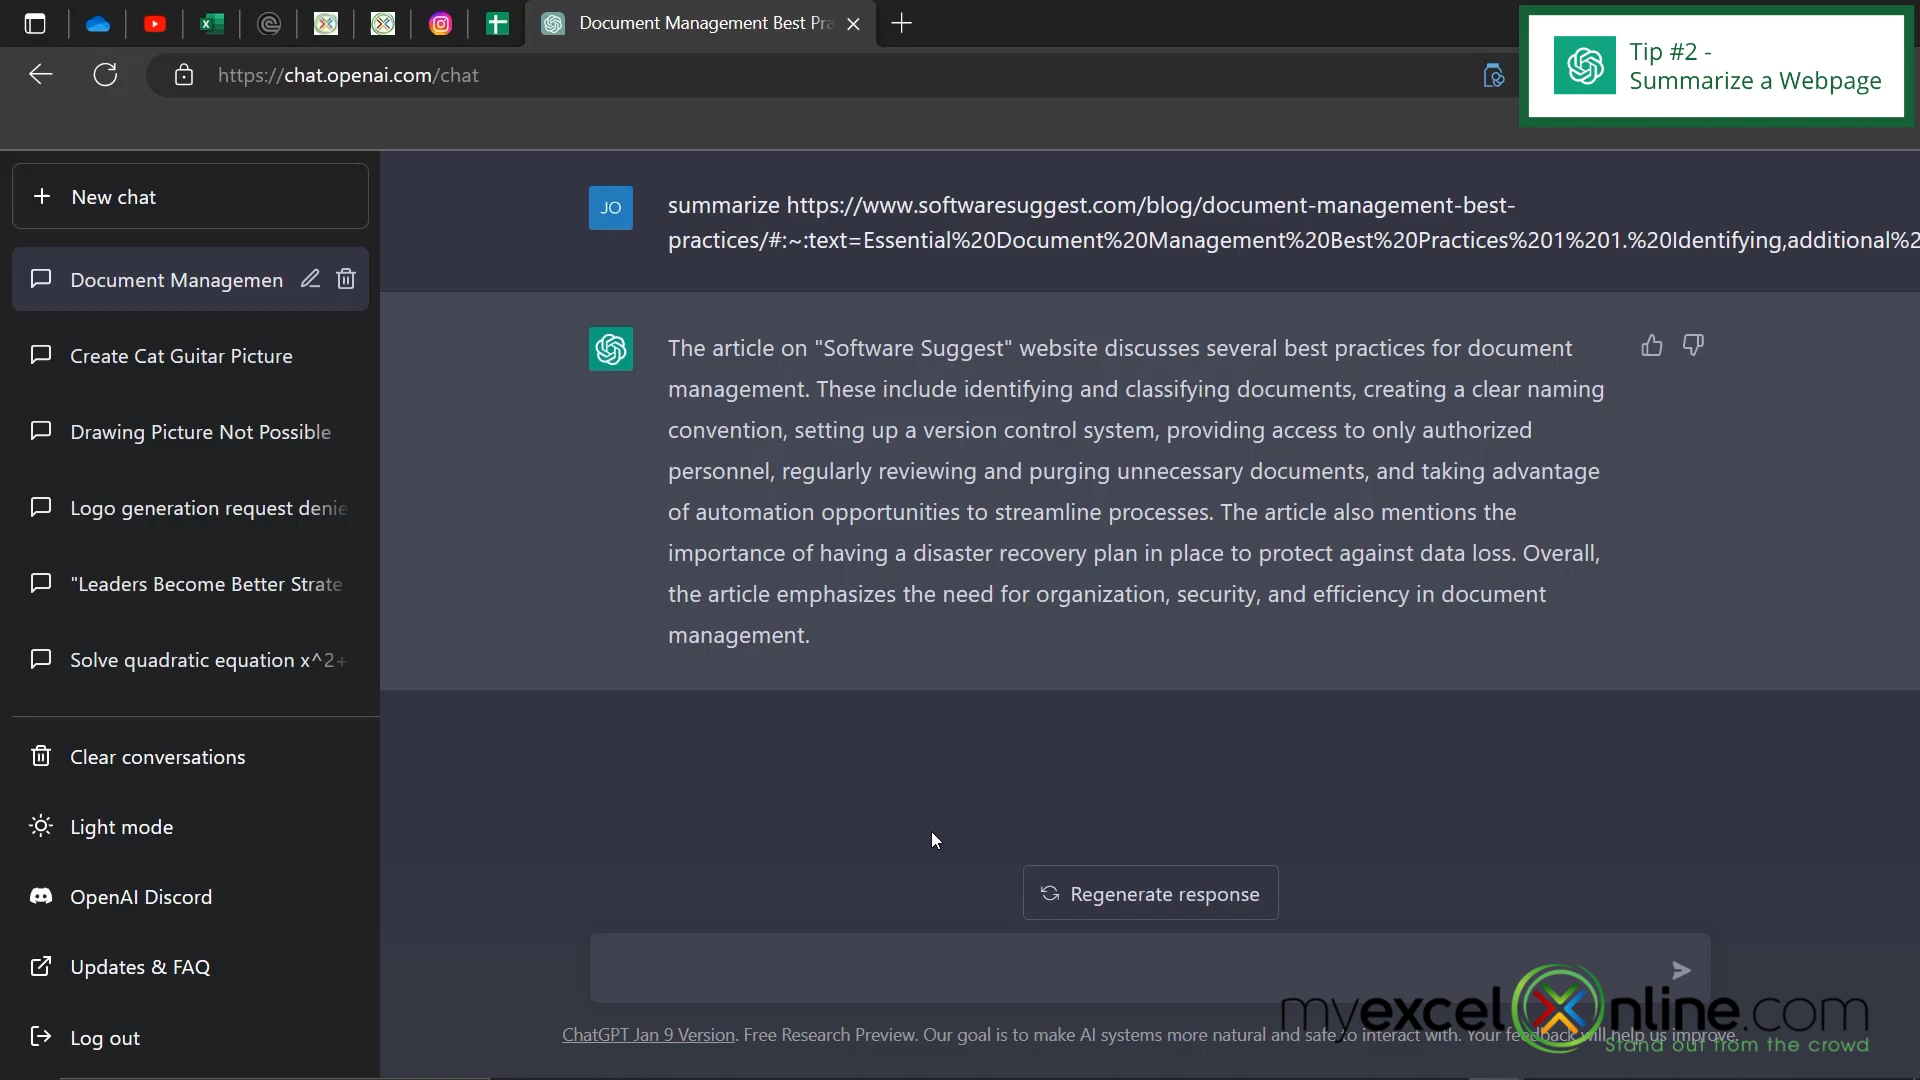 Document Management Best Pra
Tip #2 -
Summarize a Webpage
https://chat.openai.com/chat
New chat
Document Managemen
Create Cat Guitar Picture
Drawing Picture Not Possible
Logo generation request denie
"Leaders Become Better Strate
Solve quadratic equation x^2+
Clear conversations
Light mode
OpenAI Discord
Updates & FAQ
Log out
JO
summarize https://www.softwaresuggest.com/blog/document-management-best-
practices/#:~:text=Essential%20Document%20Management%20Best%20Practices%201%201.%20Identifying,additional%2
The article on "Software Suggest" website discusses several best practices for document
management. These include identifying and classifying documents, creating a clear naming
convention, setting up a version control system, providing access to only authorized
personnel, regularly reviewing and purging unnecessary documents, and taking advantage
of automation opportunities to streamline processes. The article also mentions the
importance of having a disaster recovery plan in place to protect against data loss. Overall,
the article emphasizes the need for organization, security, and efficiency in document
management.
Regenerate response
ChatGPT Jan 9 Version. Free Research Preview. Our goal is to make AI systems more natural and safe to interact with. Your feedback will help us improve.
myexcelonline.com
Stand out from the crowd